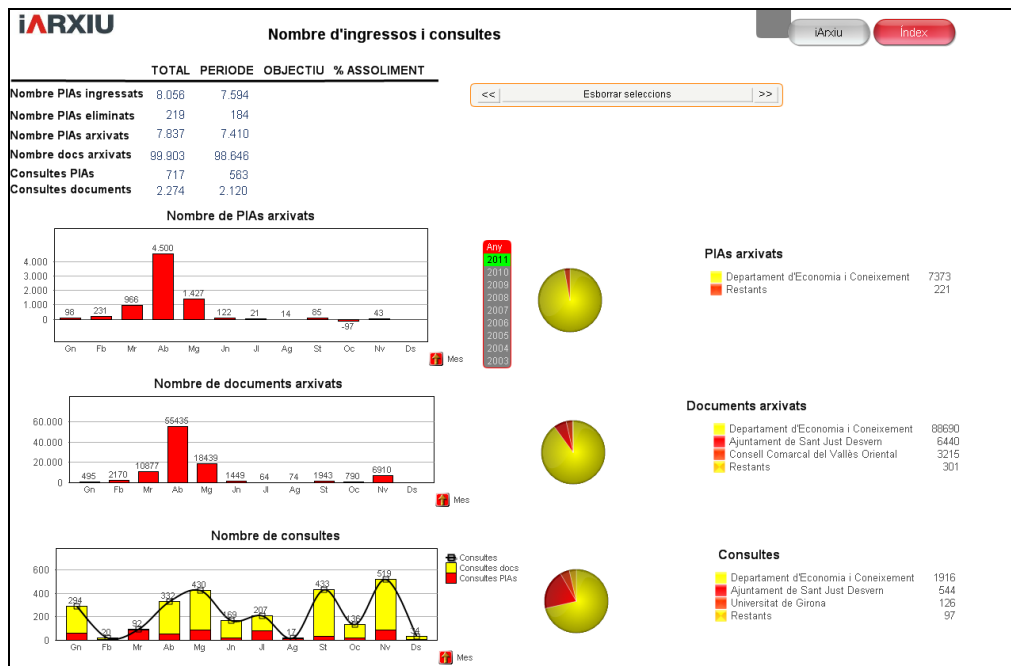 iARXIU
Nombre d'ingressos i consultes
iArxiu
Índex
TOTAL PERIODE OBJECTIU % ASSOLIMENT
Nombre PIAs ingressats 8.056 7.594
Nombre PIAs eliminats 219 184
Nombre PIAs arxivats 7.837 7.410
Nombre docs arxivats 99.903 98.646
Consultes PIAs 717 563
Consultes documents 2.274 2.120
<< Esborrar seleccions >>
Nombre de PIAs arxivats
4.000
3.000
2.000
1.000
0
98 231 966 4.500 1.427 122 21 14 85 -97 43
Gn Fb Mr Ab Mg Jn Jl Ag St Oc Nv Ds
Mes
Any
2011
2010
2009
2008
2007
2006
2005
2004
2003
PIAs arxivats
Departament d'Economia i Coneixement 7373
Restants 221
Nombre de documents arxivats
60.000
40.000
20.000
0
495 2170 10877 55435 18439 1449 64 74 1943 790 6910
Gn Fb Mr Ab Mg Jn Jl Ag St Oc Nv Ds
Mes
Documents arxivats
Departament d'Economia i Coneixement 88690
Ajuntament de Sant Just Desvern 6440
Consell Comarcal del Vallès Oriental 3215
Restants 301
Nombre de consultes
600
400
200
0
294 20 92 332 430 169 207 17 433 136 519
Gn Fb Mr Ab Mg Jn Jl Ag St Oc Nv Ds
Consultes
Consultes docs
Consultes PIAs
Mes
Consultes
Departament d'Economia i Coneixement 1916
Ajuntament de Sant Just Desvern 544
Universitat de Girona 126
Restants 97